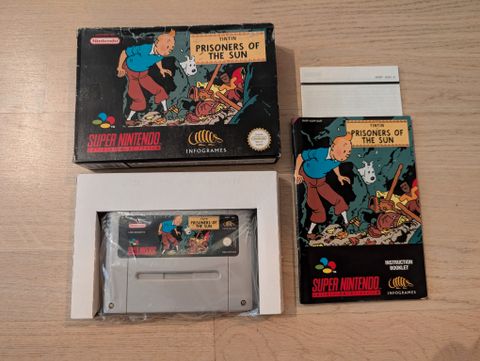 Nintendo
TINTIN
PRISONERS OF
THE SUN
SUPER NINTENDO
ENTERTAINMENT SYSTEM
INFOGRAMES
TINTIN
PRISONERS OF
THE SUN
INSTRUCTION
BOOKLET
SUPER NINTENDO
ENTERTAINMENT SYSTEM
INFOGRAMES
Nintendo
PRISONERS OF
THE SUN
SUPER NINTENDO